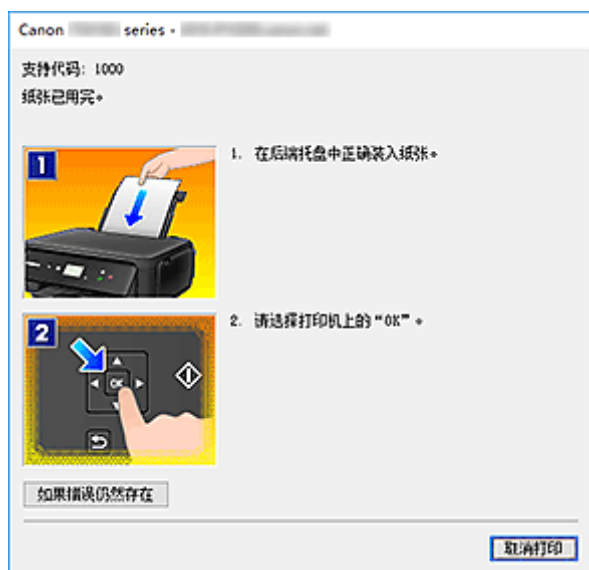 Canon series -
支持代码: 1000
纸张已用完。
1
1. 在后端托盘中正确装入纸张。
2
2. 请选择打印机上的“OK”。
OK
如果错误仍然存在
取消打印